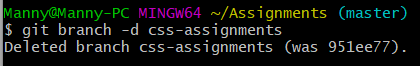 Manny@Manny-PC MINGW64 ~/Assignments (master)
$ git branch -d css-assignments
Deleted branch css-assignments (was 951ee77).